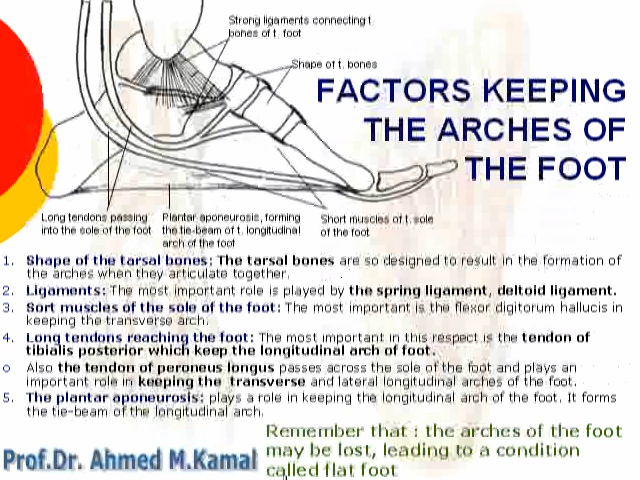 Strong ligaments connecting t.
bones of t. foot
Shape of t. bones
FACTORS KEEPING
THE ARCHES OF
THE FOOT
Long tendons passing
into the sole of the foot
Plantar aponeurosis, forming
the tie-beam of t. longitudinal
arch of the foot
Short muscles of t. sole
of the foot
1. Shape of the tarsal bones: The tarsal bones are so designed to result in the formation of
the arches when they articulate together.
2. Ligaments: The most important role is played by the spring ligament, deltoid ligament.
3. Sort muscles of the sole of the foot: The most important is the flexor digitorum hallucis in
keeping the transverse arch.
4. Long tendons reaching the foot: The most important in this respect is the tendon of
tibialis posterior which keep the longitudinal arch of foot.
o Also the tendon of peroneus longus passes across the sole of the foot and plays an
important role in keeping the transverse and lateral longitudinal arches of the foot.
5. The plantar aponeurosis: plays a role in keeping the longitudinal arch of the foot. It forms
the tie-beam of the longitudinal arch.
Remember that : the arches of the foot
may be lost, leading to a condition
called flat foot
Prof.Dr. Ahmed M.Kamal